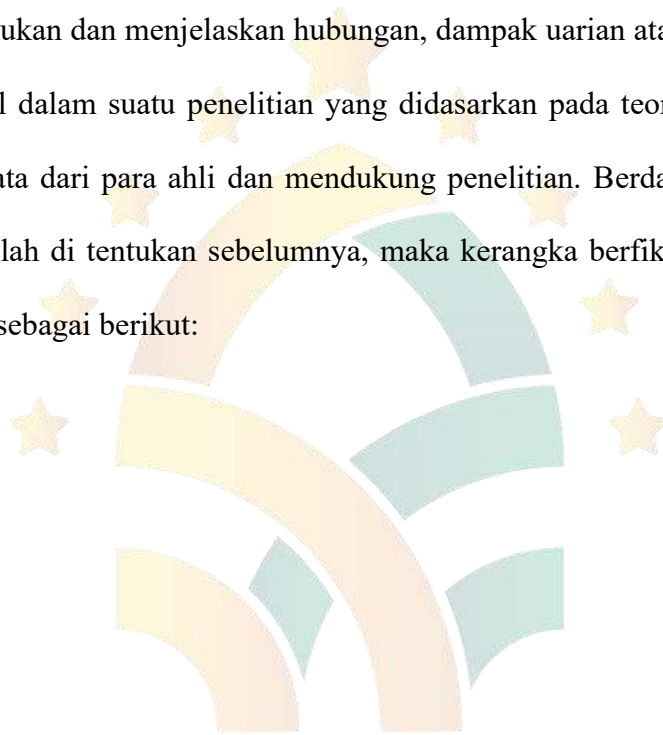 ukan dan menjelaskan hubungan, dampak uarian ata
dalam suatu penelitian yang didasarkan pada teor
ata dari para ahli dan mendukung penelitian. Berda
lah di tentukan sebelumnya, maka kerangka berfik
sebagai berikut: